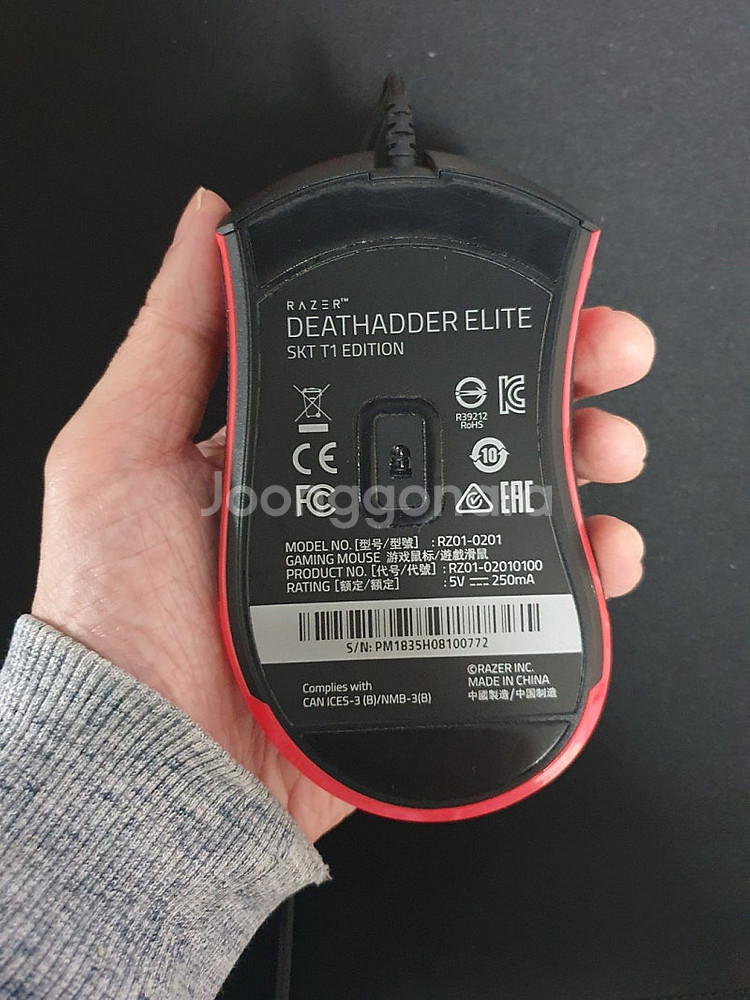 RAZER™
DEATHADDER ELITE
SKT T1 EDITION
R39212
RoHS
CE
10
FC
EAC
Joonggonara
MODEL NO. [型号/型號] : RZ01-0201
GAMING MOUSE 游戏鼠标/遊戲滑鼠
PRODUCT NO. [代号/代號] : RZ01-02010100
RATING [额定/額定] : 5V ⎓ 250mA
S/N: PM1835H08100772
Complies with
CAN ICES-3 (B)/NMB-3(B)
©RAZER INC.
MADE IN CHINA
中國製造/中国制造